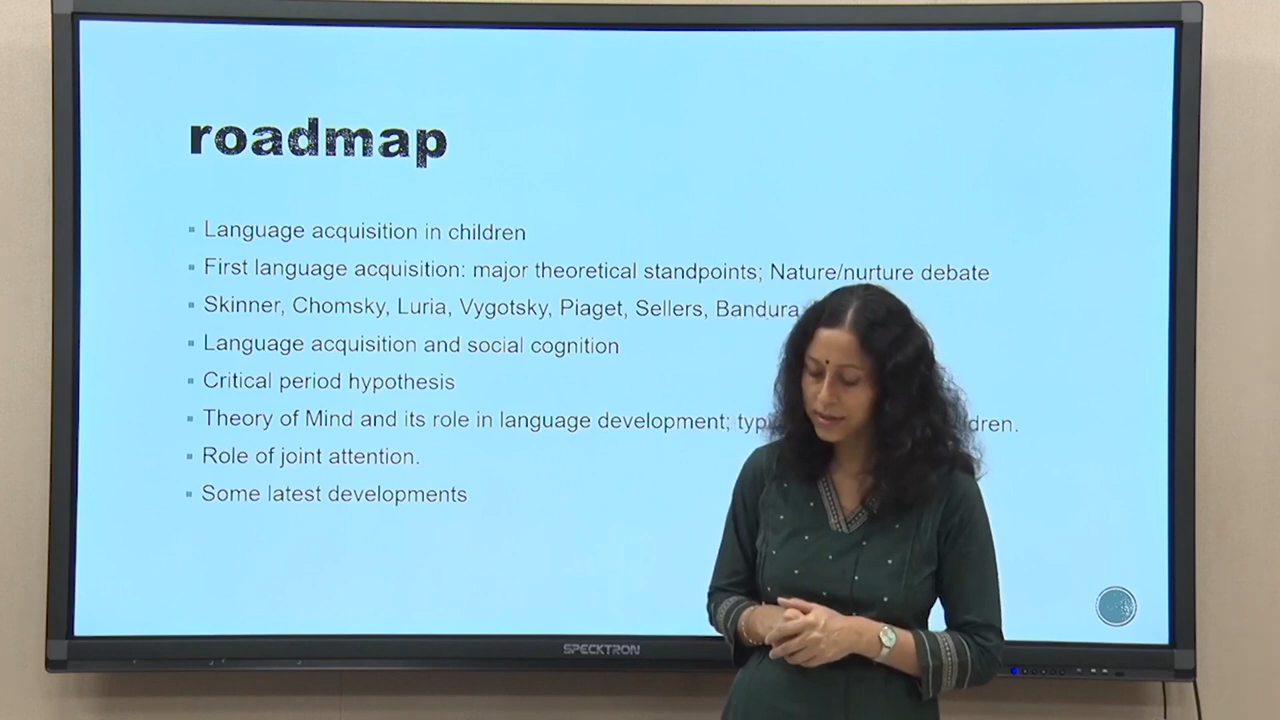 roadmap
Language acquisition in children
First language acquisition: major theoretical standpoints; Nature/nurture debate
Skinner, Chomsky, Luria, Vygotsky, Piaget, Sellers, Bandura
Language acquisition and social cognition
Critical period hypothesis
Theory of Mind and its role in language development;
Role of joint attention.
Some latest developments
SPECKTRON